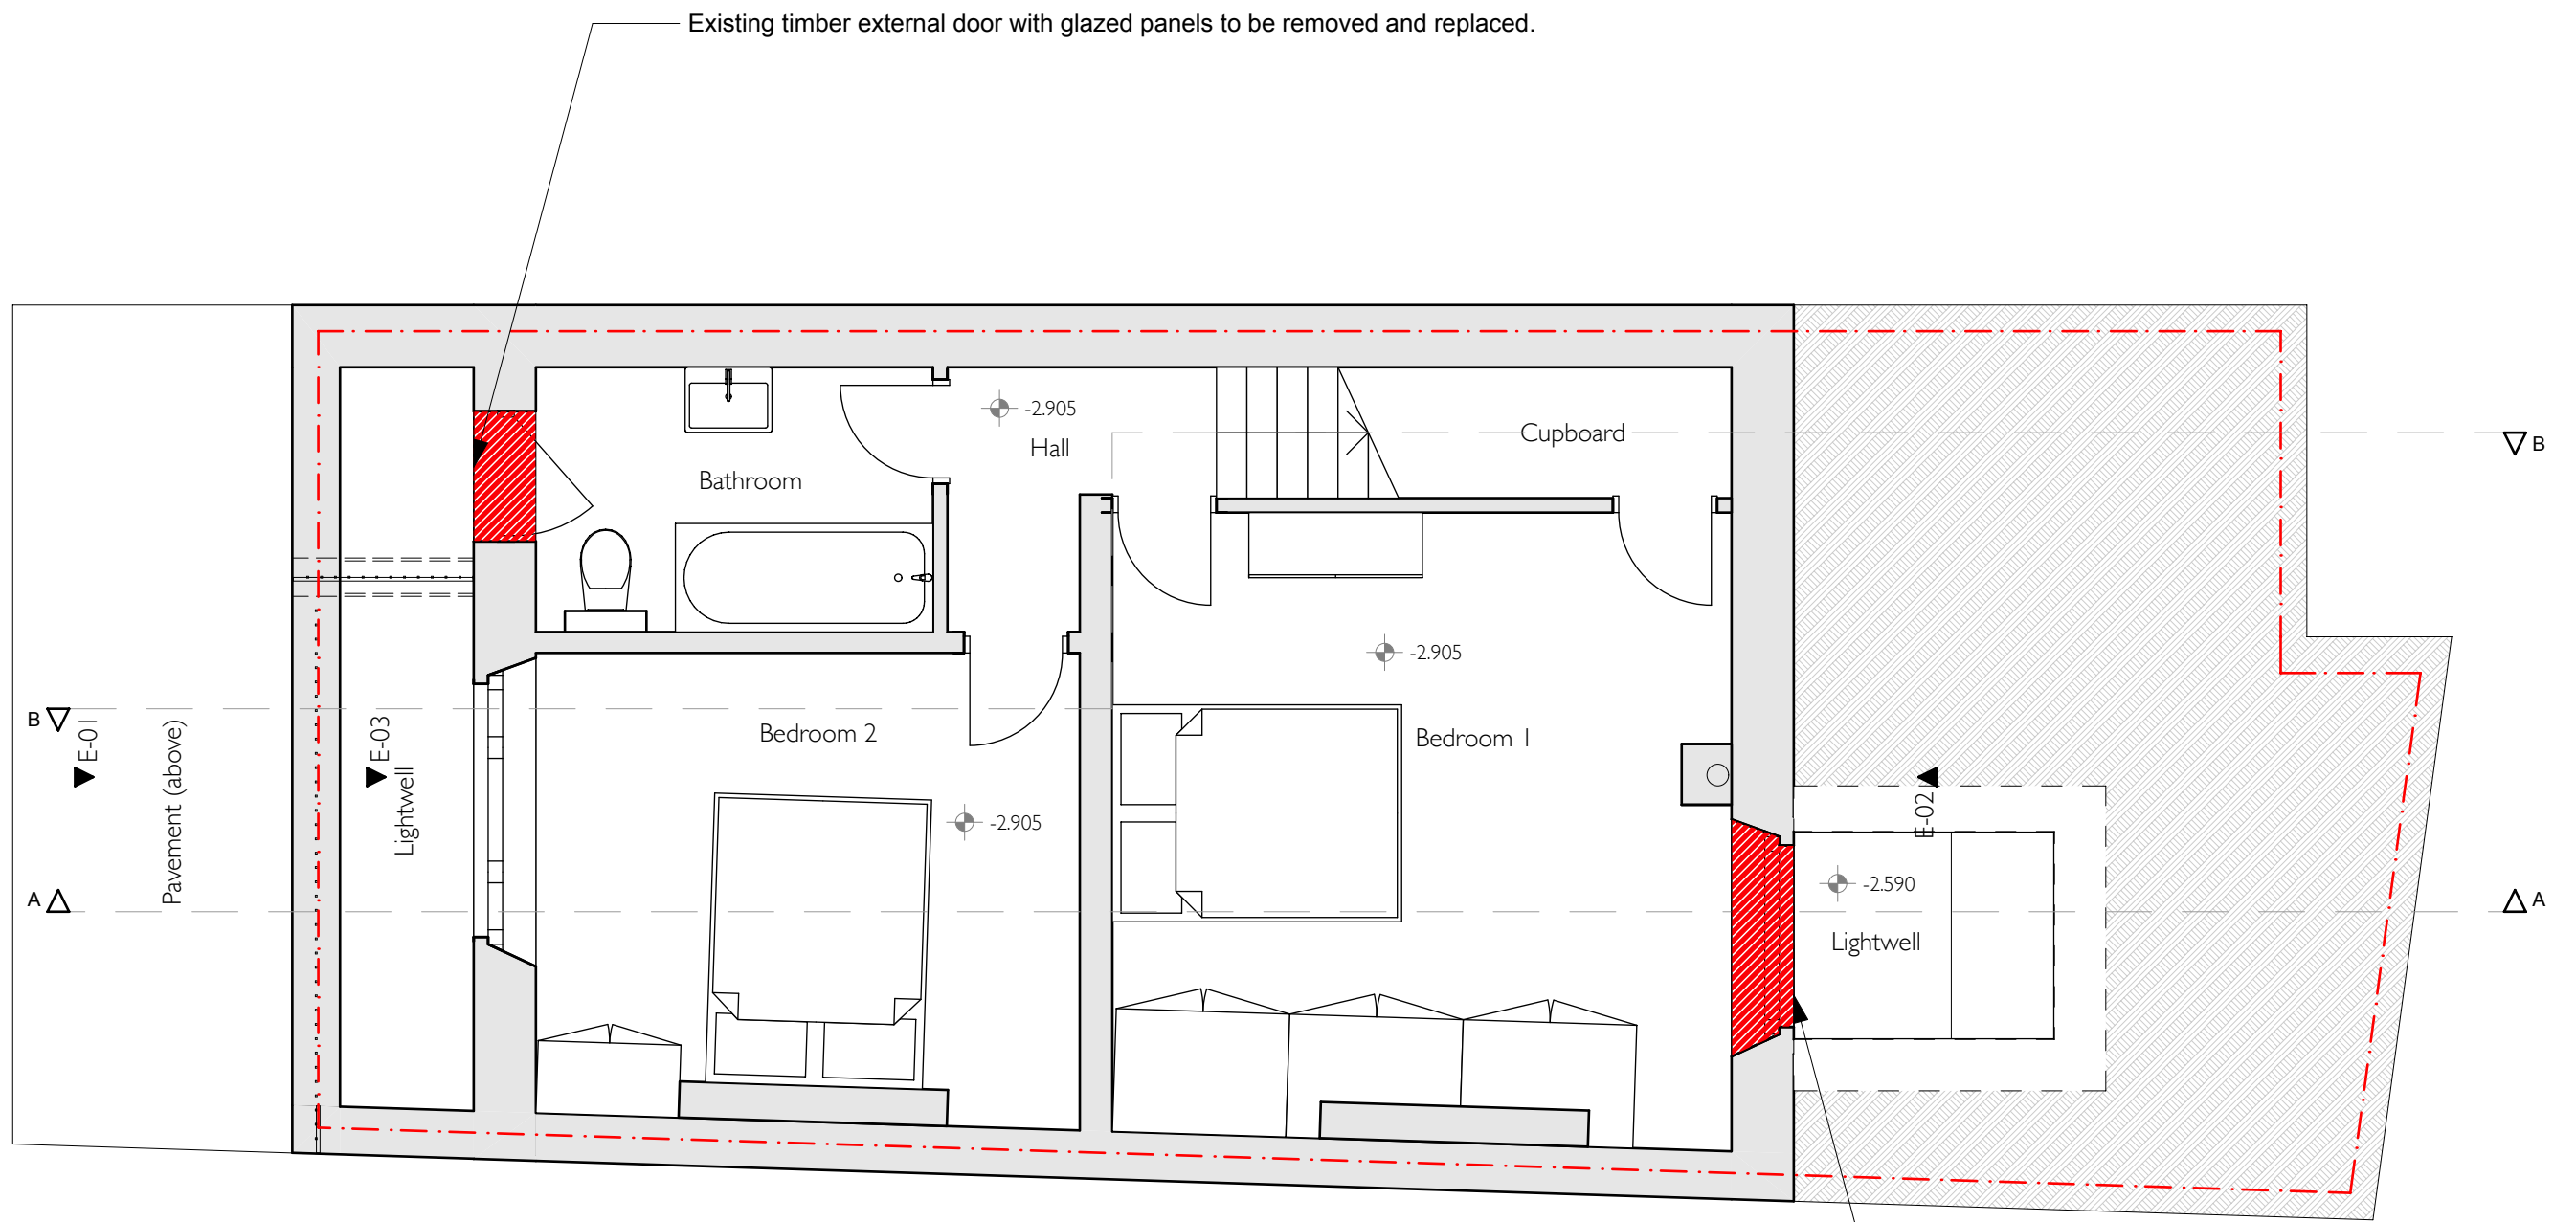 Existing timber external door with glazed panels to be removed and replaced.
-2.905
Hall
Cupboard
B
Bathroom
-2.905
B
E-01
Pavement (above)
E-03
Lightwell
Bedroom 2
Bedroom 1
-2.905
E-02
-2.590
A
A
Lightwell